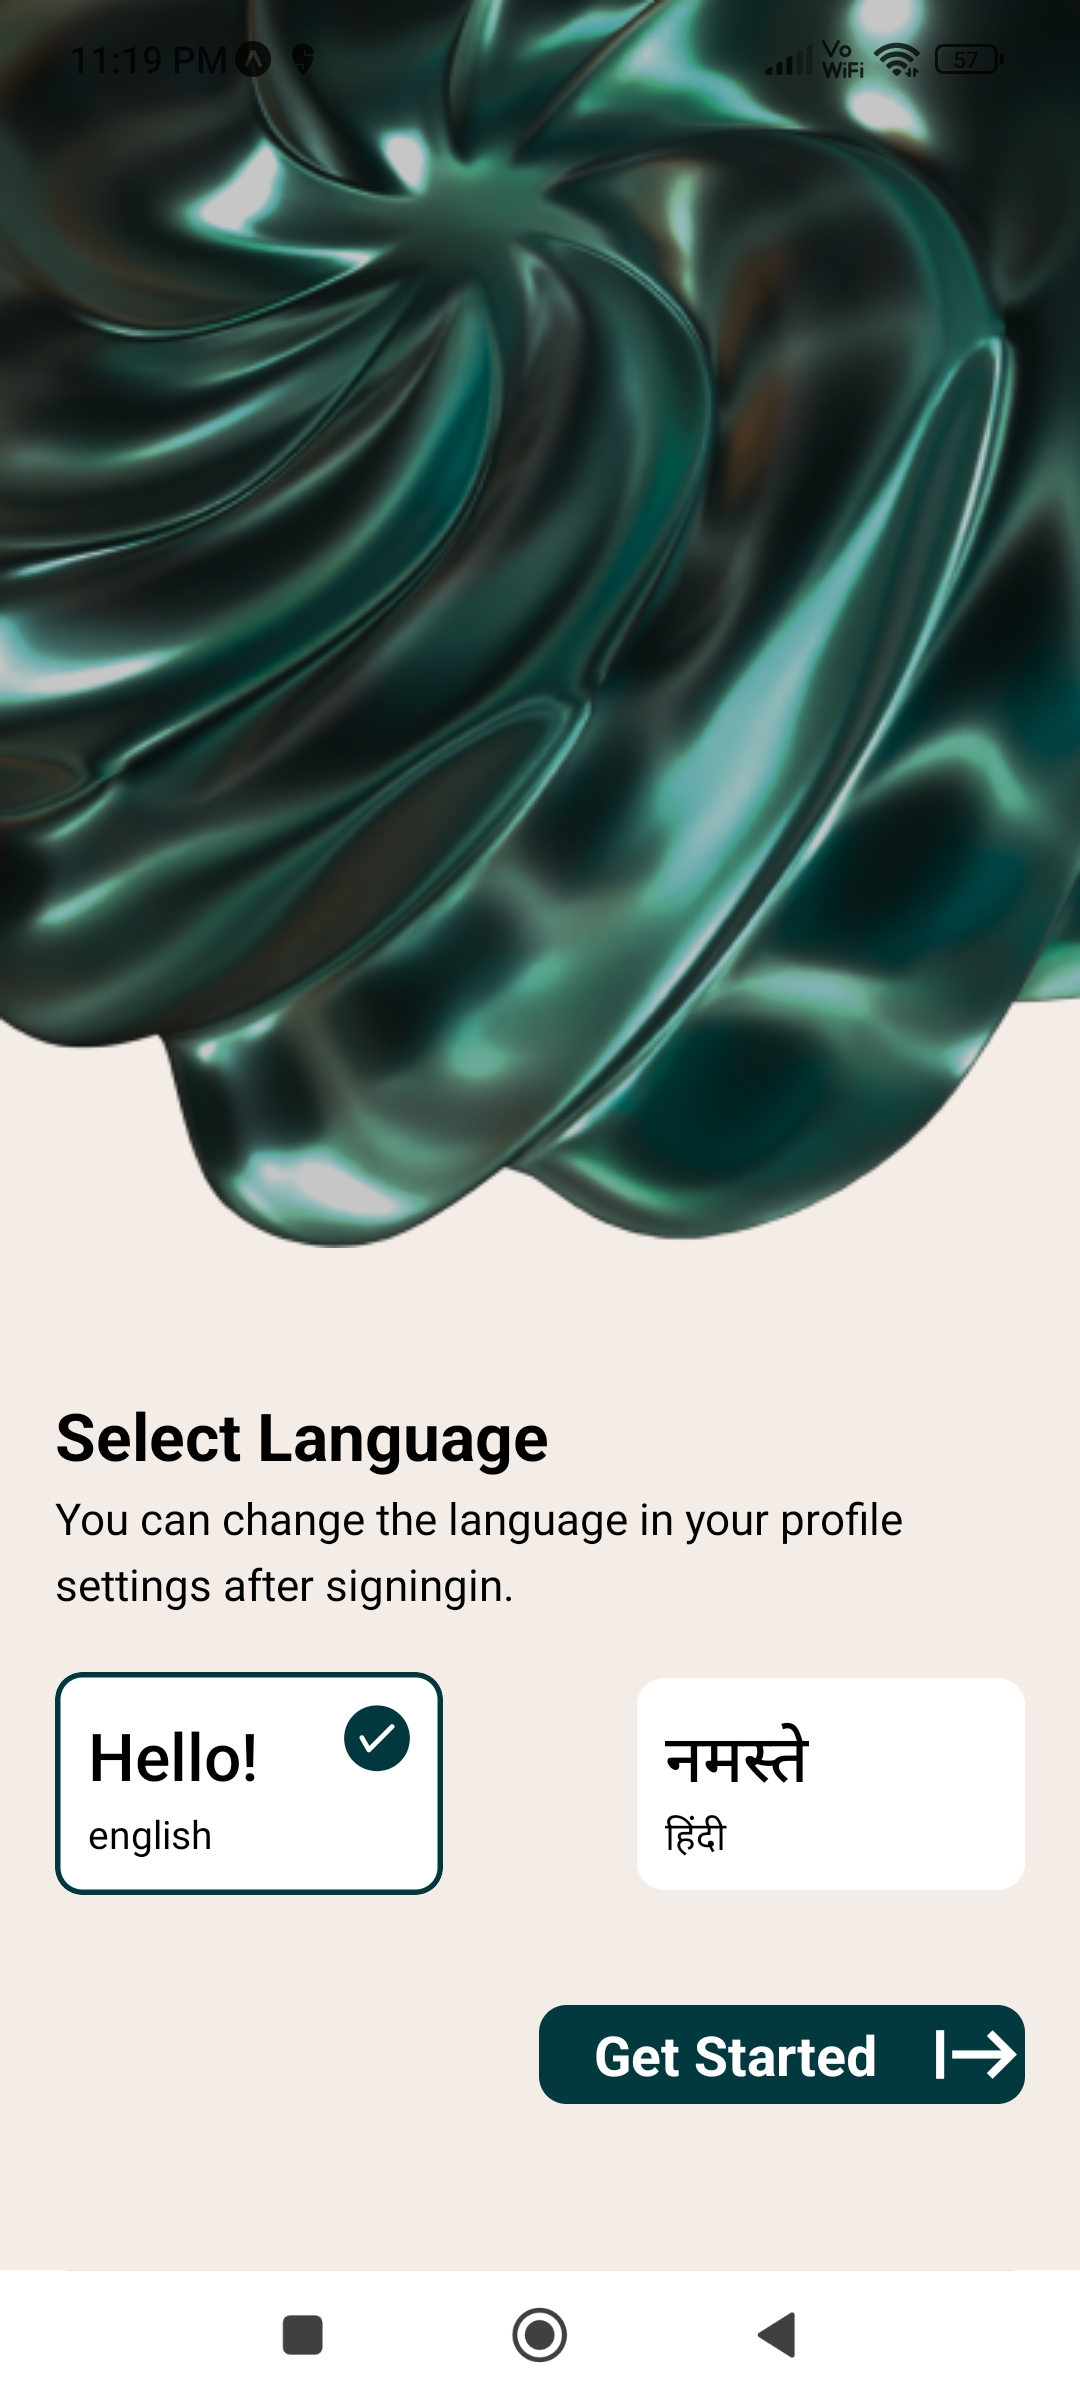 11:19 PM
Vo
WiFi
57
Select Language
You can change the language in your profile
settings after signingin.
Hello!
english
नमस्ते
हिंदी
Get Started